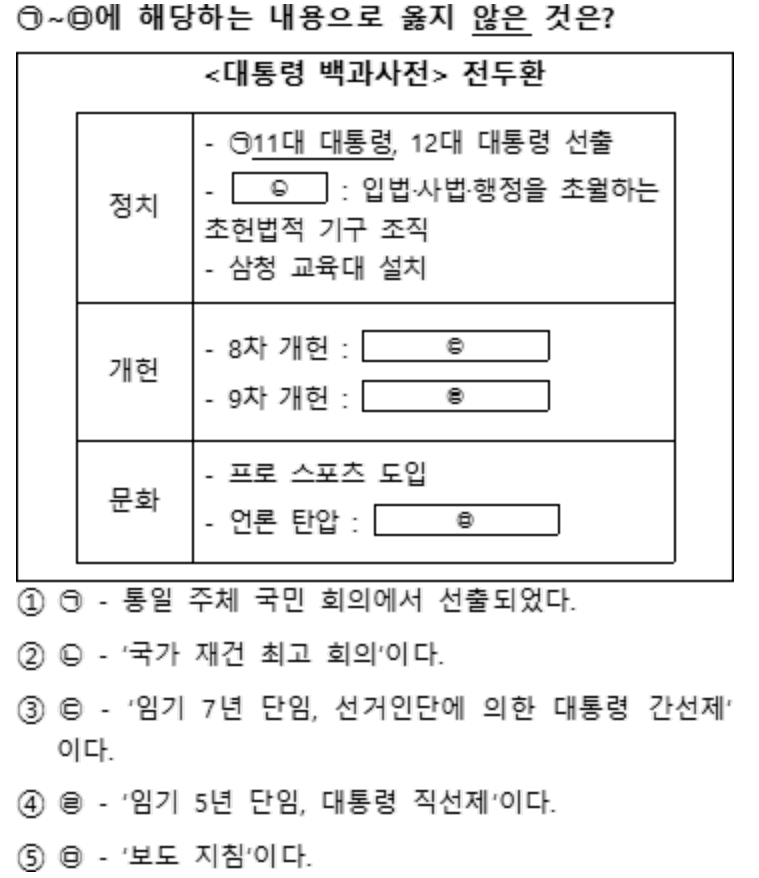 ㉠~㉤에 해당하는 내용으로 옳지 않은 것은?
<대통령 백과사전> 전두환
정치
- ㉠11대 대통령, 12대 대통령 선출
- ㉡ : 입법·사법·행정을 초월하는
초헌법적 기구 조직
- 삼청 교육대 설치
개헌
- 8차 개헌 : ㉢
- 9차 개헌 : ㉣
문화
- 프로 스포츠 도입
- 언론 탄압 : ㉤
① ㉠ - 통일 주체 국민 회의에서 선출되었다.
② ㉡ - '국가 재건 최고 회의'이다.
③ ㉢ - '임기 7년 단임, 선거인단에 의한 대통령 간선제'
이다.
④ ㉣ - '임기 5년 단임, 대통령 직선제'이다.
⑤ ㉤ - '보도 지침'이다.